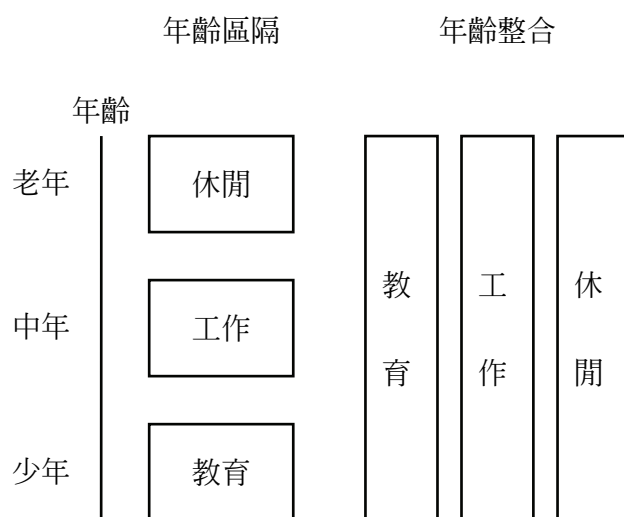 年齡區隔
年齡整合
年齡
老年
休閒
中年
工作
少年
教育
教育
工作
休閒